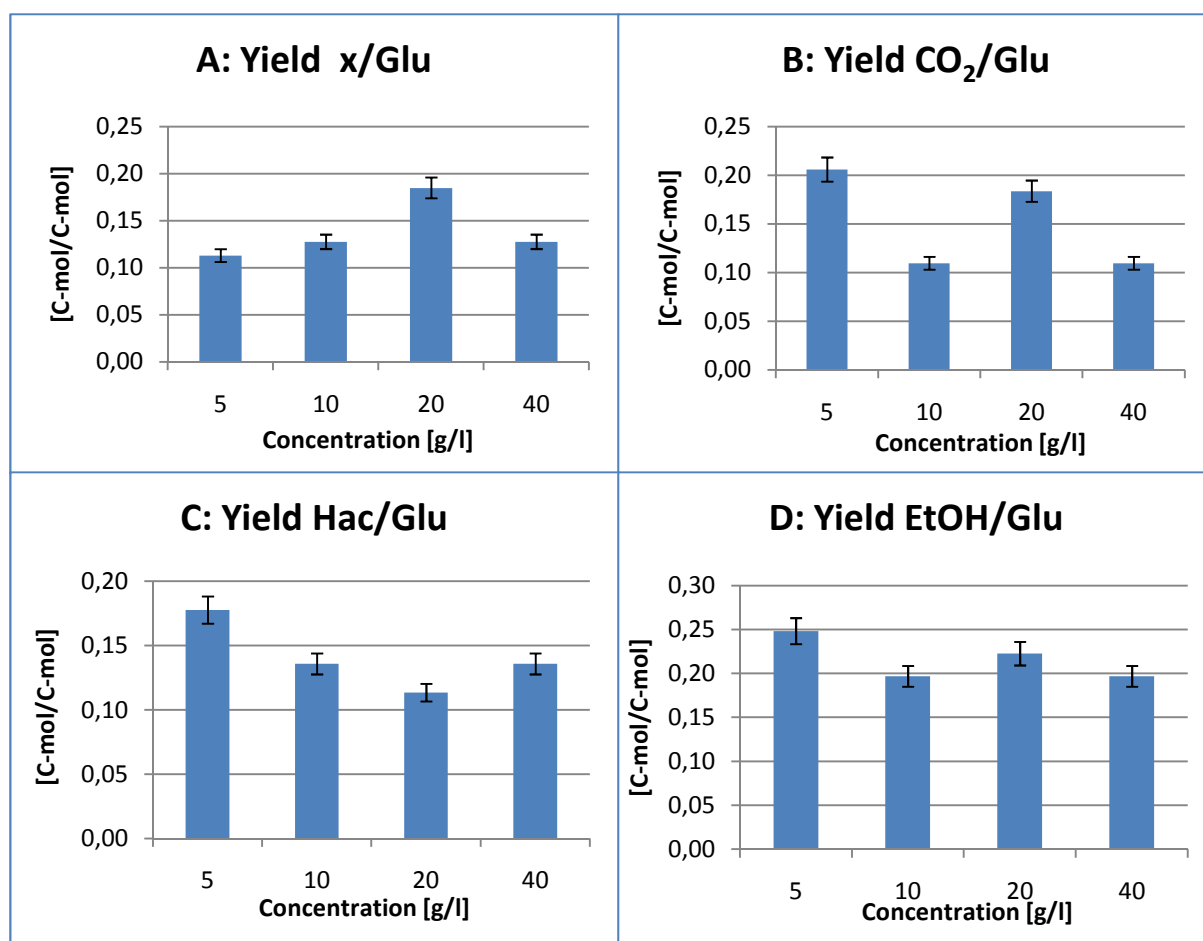 A: Yield x/Glu
[C-mol/C-mol]
0,25
0,20
0,15
0,10
0,05
0,00
5 10 20 40
Concentration [g/l]
B: Yield CO₂/Glu
[C-mol/C-mol]
0,25
0,20
0,15
0,10
0,05
0,00
5 10 20 40
Concentration [g/l]
C: Yield Hac/Glu
[C-mol/C-mol]
0,20
0,15
0,10
0,05
0,00
5 10 20 40
Concentration [g/l]
D: Yield EtOH/Glu
[C-mol/C-mol]
0,30
0,25
0,20
0,15
0,10
0,05
0,00
5 10 20 40
Concentration [g/l]